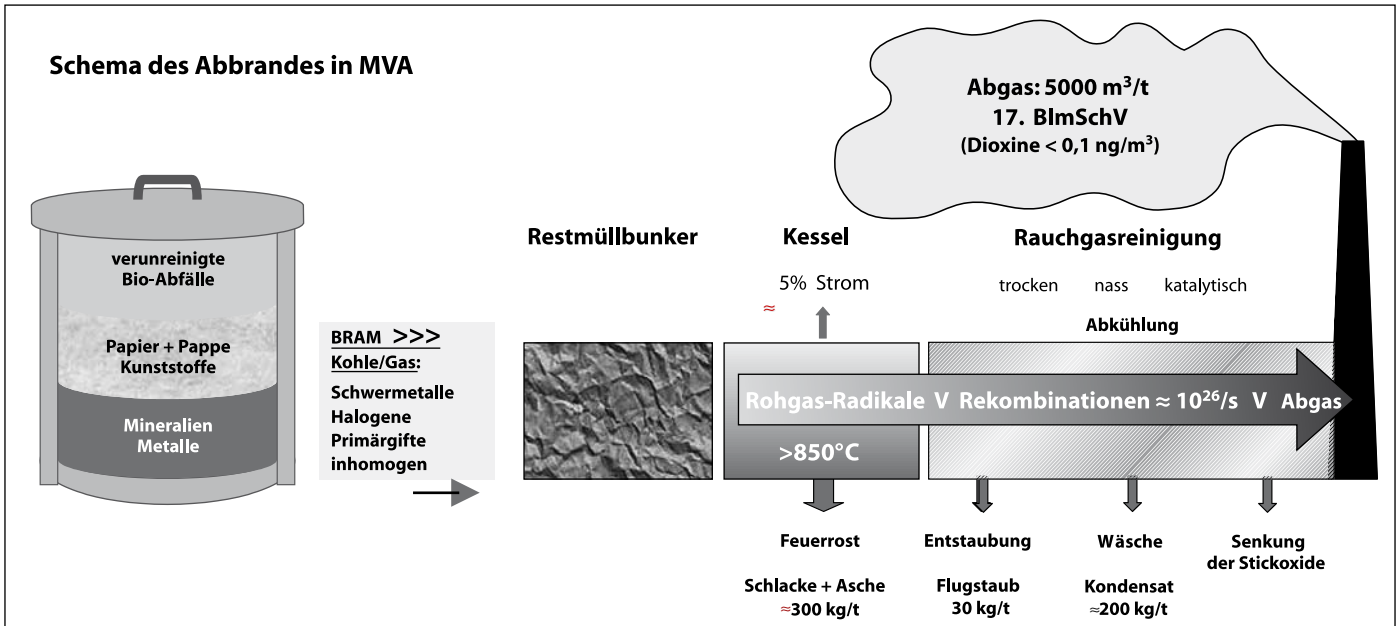 Schema des Abbrandes in MVA
Abgas: 5000 m³/t
17. BImSchV
(Dioxine < 0,1 ng/m³)
verunreinigte
Bio-Abfälle
Papier + Pappe
Kunststoffe
Mineralien
Metalle
BRAM >>>
Kohle/Gas:
Schwermetalle
Halogene
Primärgifte
inhomogen
Restmüllbunker
Kessel
5% Strom
≈
Rauchgasreinigung
trocken nass katalytisch
Abkühlung
Rohgas-Radikale V Rekombinationen ≈ 10²⁶/s V Abgas
>850°C
Feuerrost
Schlacke + Asche
≈300 kg/t
Entstaubung
Flugstaub
30 kg/t
Wäsche
Kondensat
≈200 kg/t
Senkung
der Stickoxide